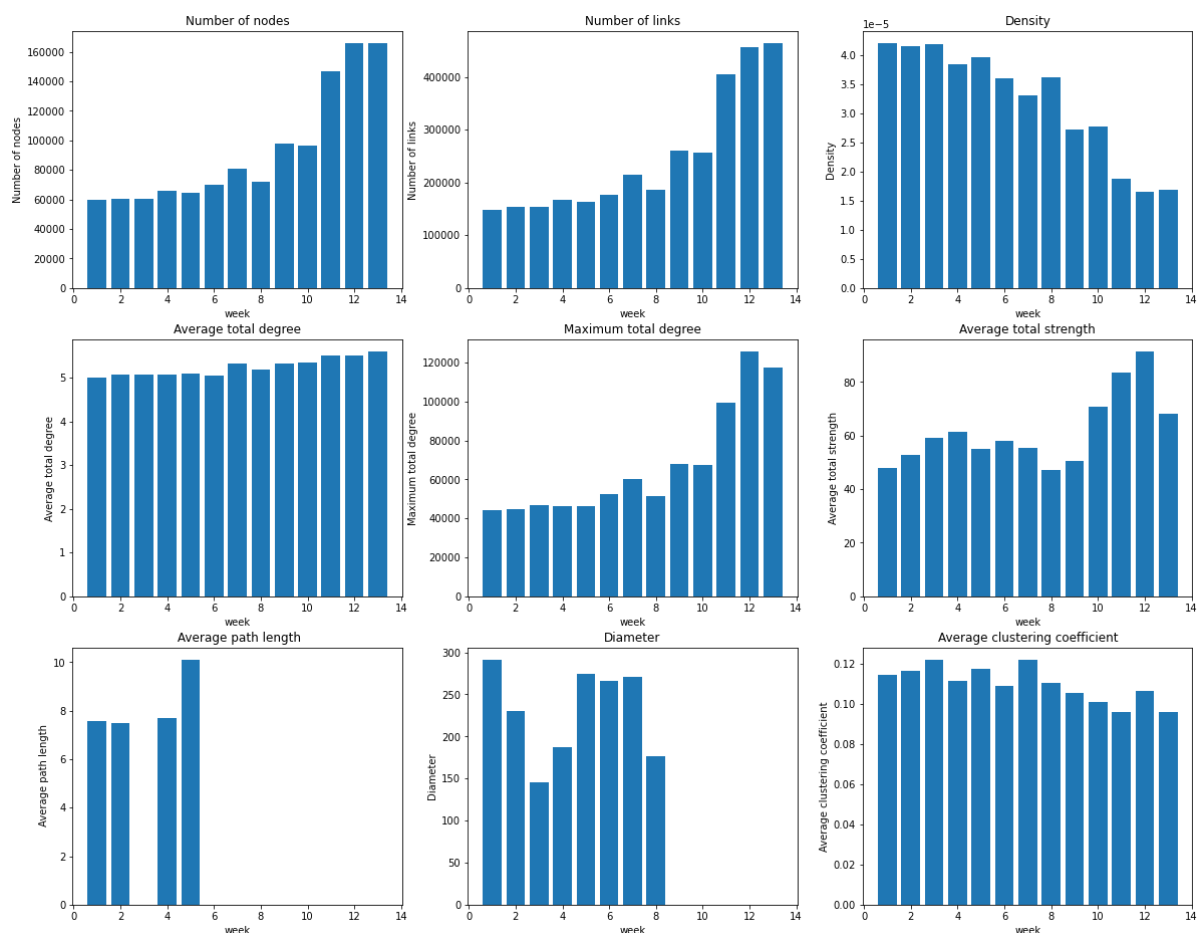 Number of nodes
Number of nodes
160000
140000
120000
100000
80000
60000
40000
20000
0
0 2 4 6 8 10 12 14
week
Number of links
Number of links
400000
300000
200000
100000
0
0 2 4 6 8 10 12 14
week
Density
1e−5
Density
4.0
3.5
3.0
2.5
2.0
1.5
1.0
0.5
0.0
0 2 4 6 8 10 12 14
week
Average total degree
Average total degree
5
4
3
2
1
0
0 2 4 6 8 10 12 14
week
Maximum total degree
Maximum total degree
120000
100000
80000
60000
40000
20000
0
0 2 4 6 8 10 12 14
week
Average total strength
Average total strength
80
60
40
20
0
0 2 4 6 8 10 12 14
week
Average path length
Average path length
10
8
6
4
2
0
0 2 4 6 8 10 12 14
week
Diameter
Diameter
300
250
200
150
100
50
0
0 2 4 6 8 10 12 14
week
Average clustering coefficient
Average clustering coefficient
0.12
0.10
0.08
0.06
0.04
0.02
0.00
0 2 4 6 8 10 12 14
week